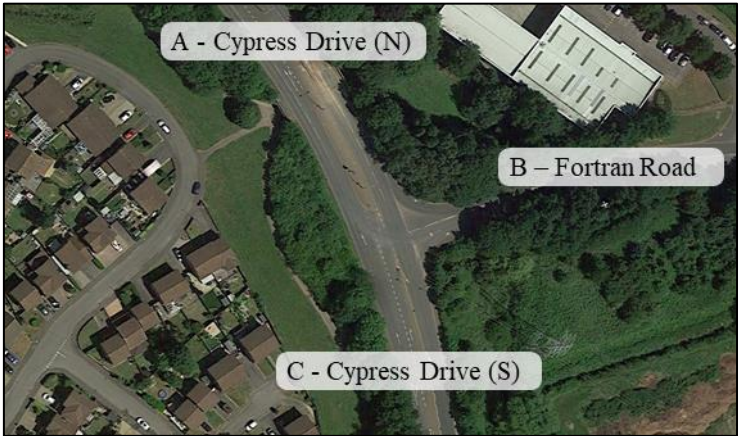 A - Cypress Drive (N)
B – Fortran Road
C - Cypress Drive (S)